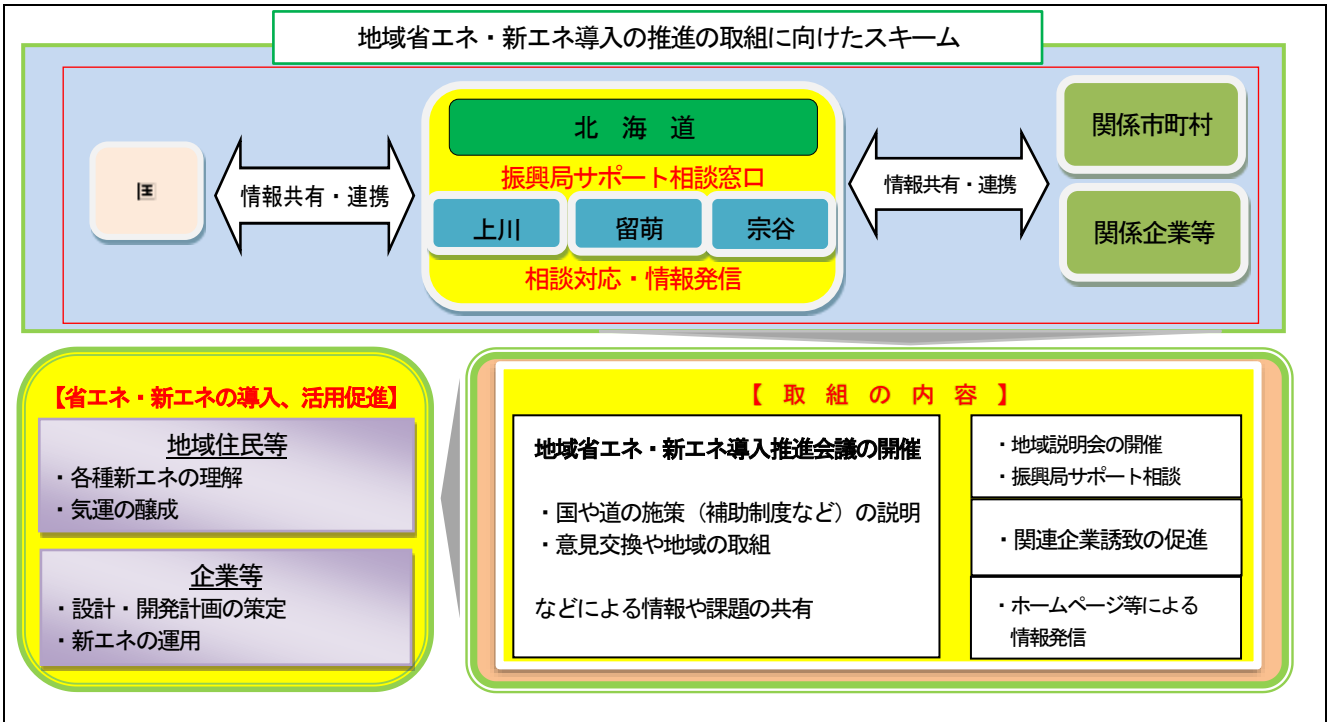 地域省エネ・新エネ導入の推進の取組に向けたスキーム
国
情報共有・連携
北 海 道
振興局サポート相談窓口
上川
留萌
宗谷
相談対応・情報発信
情報共有・連携
関係市町村
関係企業等
【省エネ・新エネの導入、活用促進】
地域住民等
・各種新エネの理解
・気運の醸成
企業等
・設計・開発計画の策定
・新エネの運用
【 取 組 の 内 容 】
地域省エネ・新エネ導入推進会議の開催
・国や道の施策（補助制度など）の説明
・意見交換や地域の取組
などによる情報や課題の共有
・地域説明会の開催
・振興局サポート相談
・関連企業誘致の促進
・ホームページ等による
情報発信